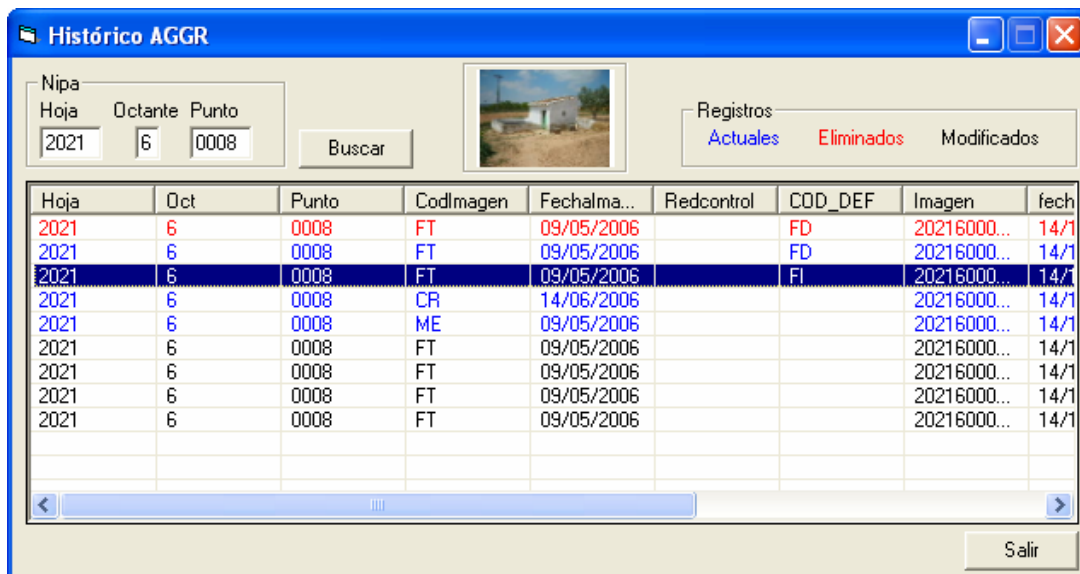 Histórico AGGR
Nipa
Hoja Octante Punto
2021 6 0008
Buscar
Registros
Actuales Eliminados Modificados
Hoja Oct Punto CodImagen FechaIma... Redcontrol COD_DEF Imagen fech
2021 6 0008 FT 09/05/2006 FD 20216000... 14/1
2021 6 0008 FT 09/05/2006 FD 20216000... 14/1
2021 6 0008 FT 09/05/2006 FI 20216000... 14/1
2021 6 0008 CR 14/06/2006 20216000... 14/1
2021 6 0008 ME 09/05/2006 20216000... 14/1
2021 6 0008 FT 09/05/2006 20216000... 14/1
2021 6 0008 FT 09/05/2006 20216000... 14/1
2021 6 0008 FT 09/05/2006 20216000... 14/1
2021 6 0008 FT 09/05/2006 20216000... 14/1
Salir